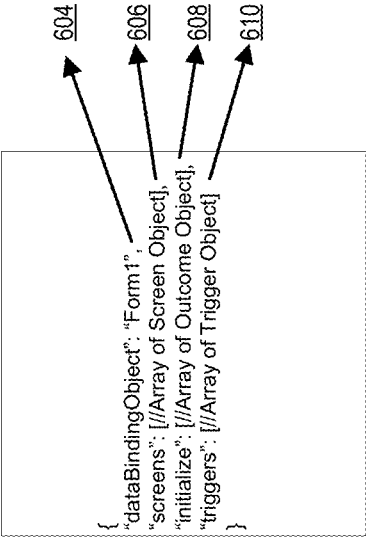 {
"dataBindingObject": "Form1", 604
"screens": [//Array of Screen Object], 606
"initialize": [//Array of Outcome Object], 608
"triggers": [//Array of Trigger Object] 610
}